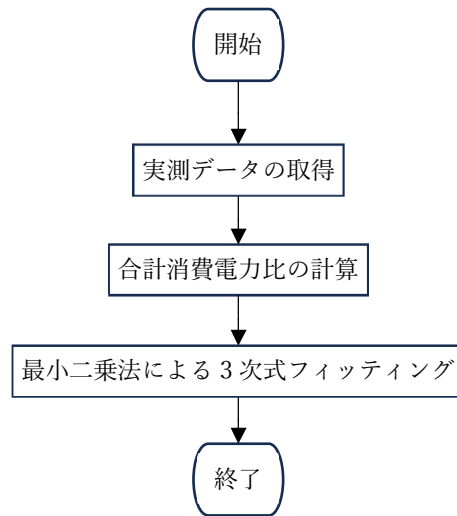 開始
実測データの取得
合計消費電力比の計算
最小二乗法による 3 次式フィッティング
終了